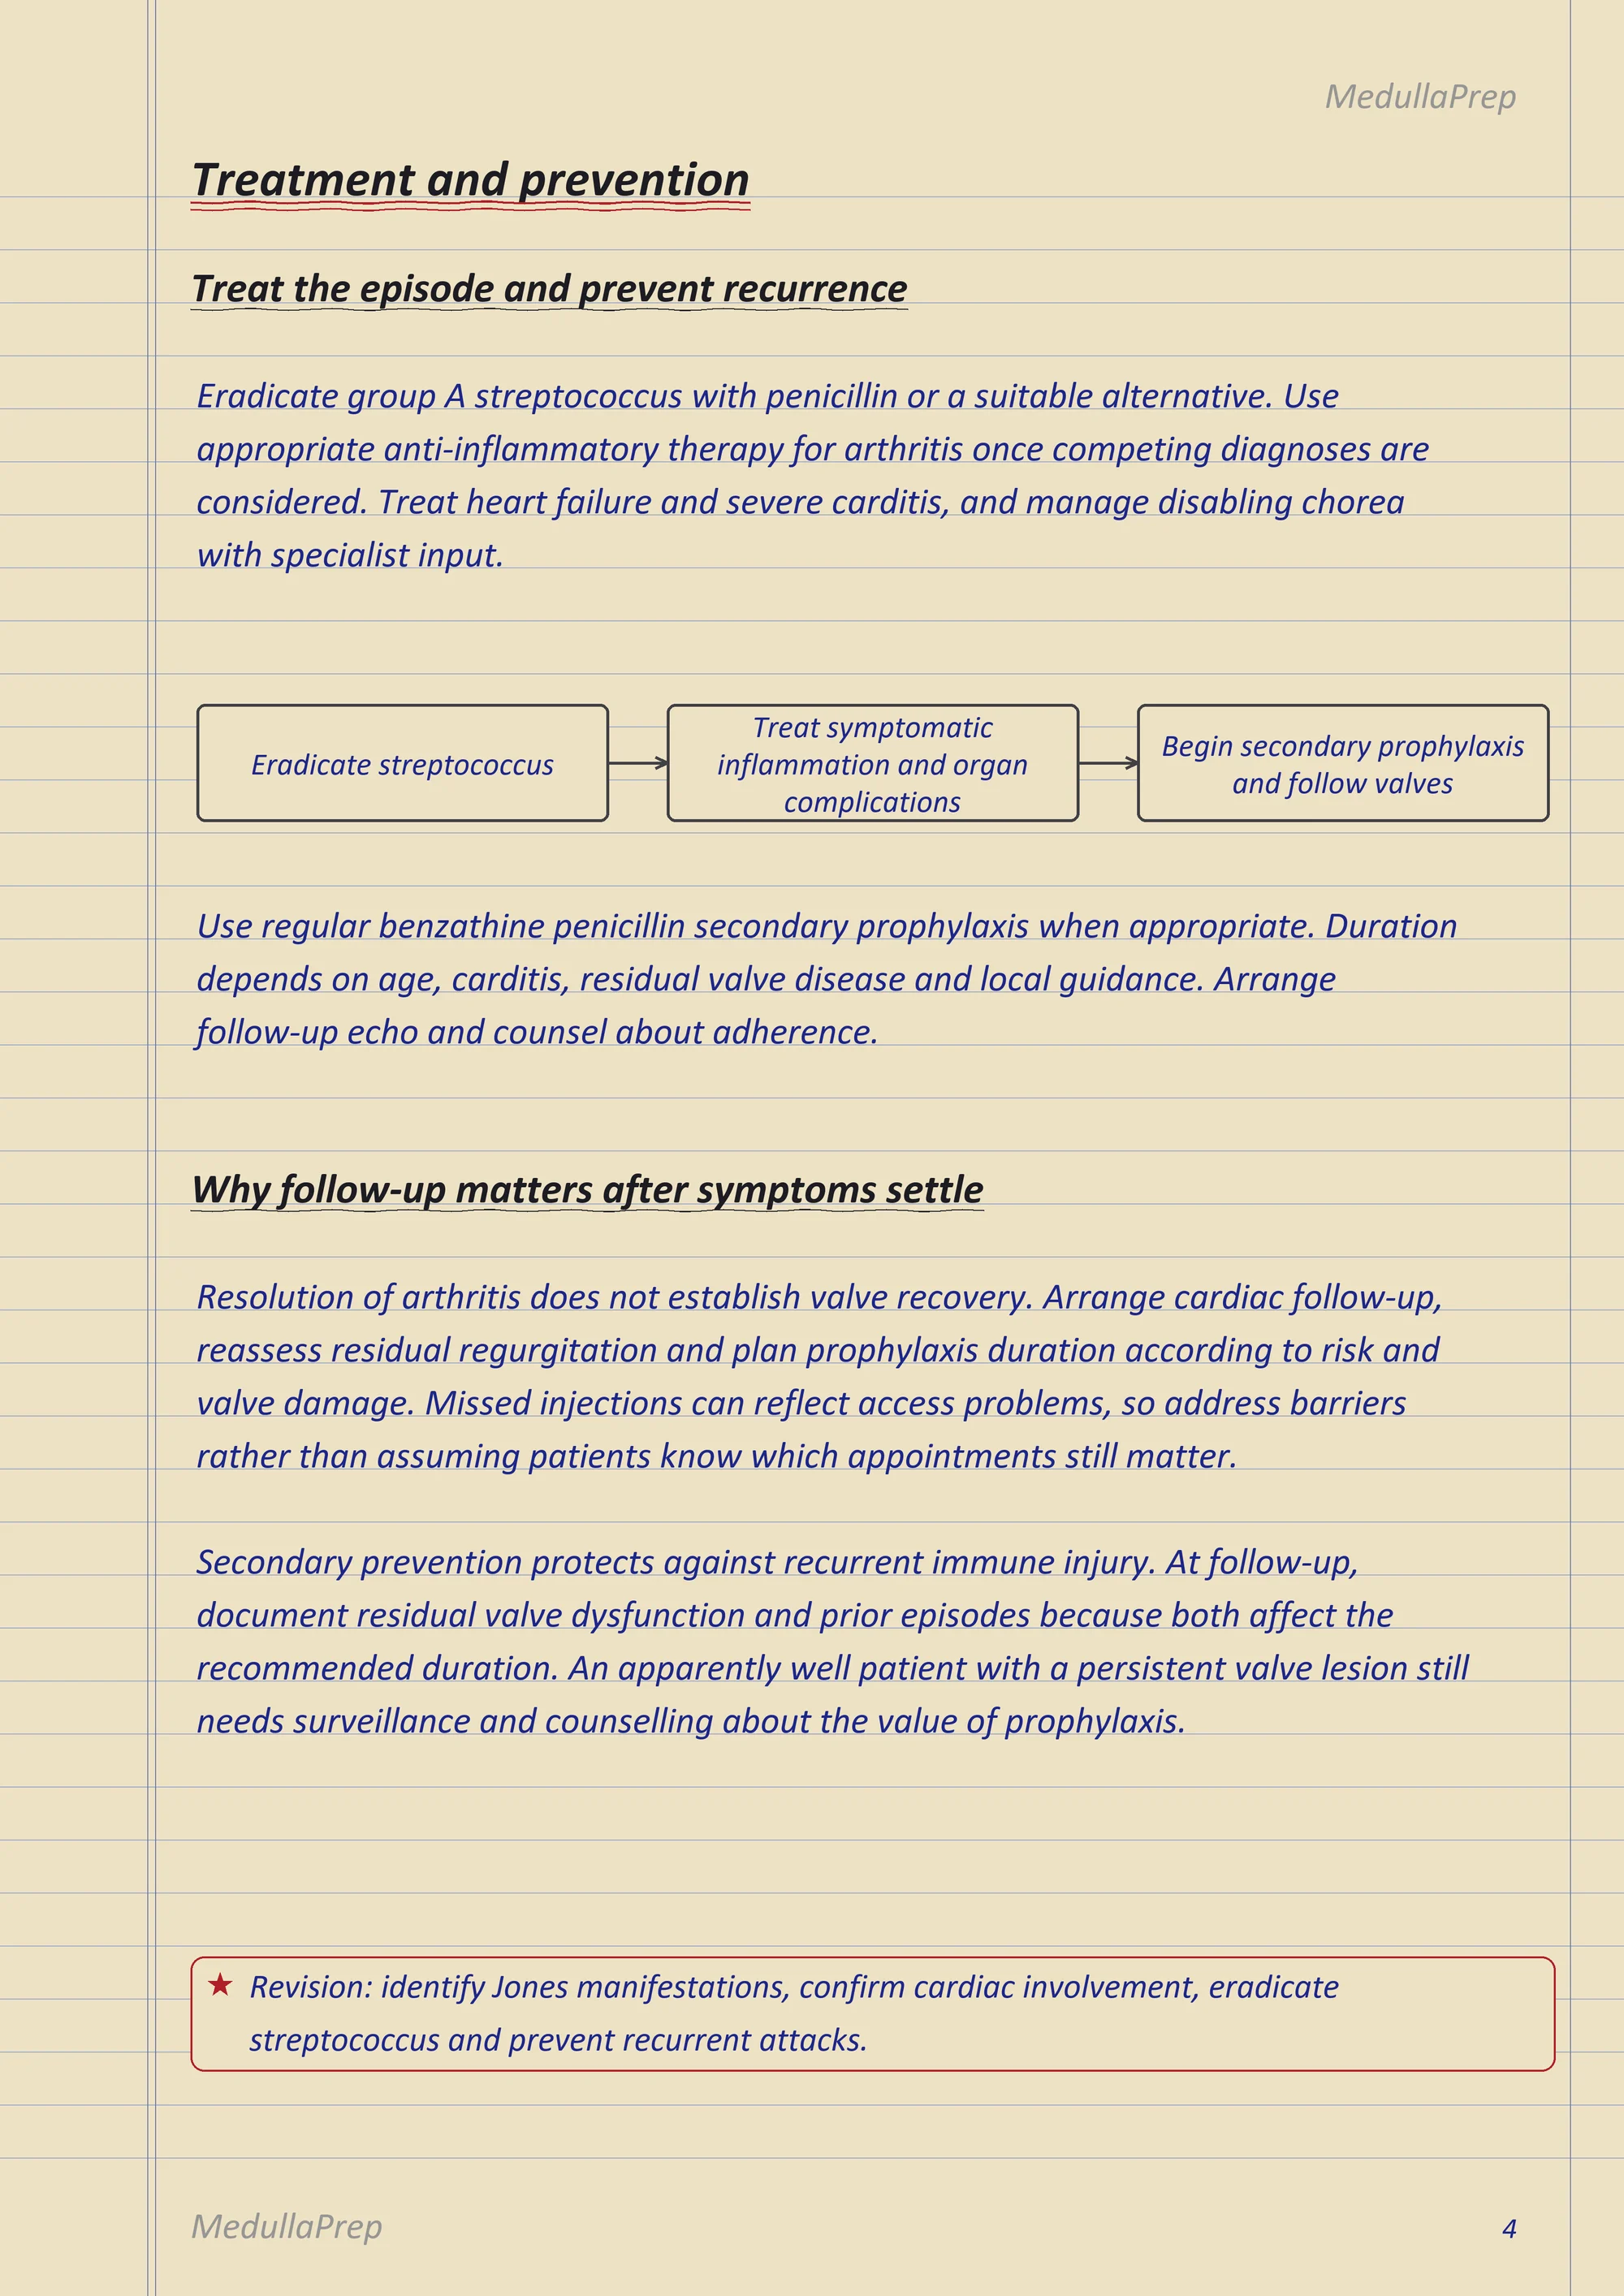 MedullaPrep
Treatment and prevention
Treat the episode and prevent recurrence
Eradicate group A streptococcus with penicillin or a suitable alternative. Use
appropriate anti-inflammatory therapy for arthritis once competing diagnoses are
considered. Treat heart failure and severe carditis, and manage disabling chorea
with specialist input.
Eradicate streptococcus
Treat symptomatic
inflammation and organ
complications
Begin secondary prophylaxis
and follow valves
Use regular benzathine penicillin secondary prophylaxis when appropriate. Duration
depends on age, carditis, residual valve disease and local guidance. Arrange
follow-up echo and counsel about adherence.
Why follow-up matters after symptoms settle
Resolution of arthritis does not establish valve recovery. Arrange cardiac follow-up,
reassess residual regurgitation and plan prophylaxis duration according to risk and
valve damage. Missed injections can reflect access problems, so address barriers
rather than assuming patients know which appointments still matter.
Secondary prevention protects against recurrent immune injury. At follow-up,
document residual valve dysfunction and prior episodes because both affect the
recommended duration. An apparently well patient with a persistent valve lesion still
needs surveillance and counselling about the value of prophylaxis.
★ Revision: identify Jones manifestations, confirm cardiac involvement, eradicate
streptococcus and prevent recurrent attacks.
MedullaPrep
4